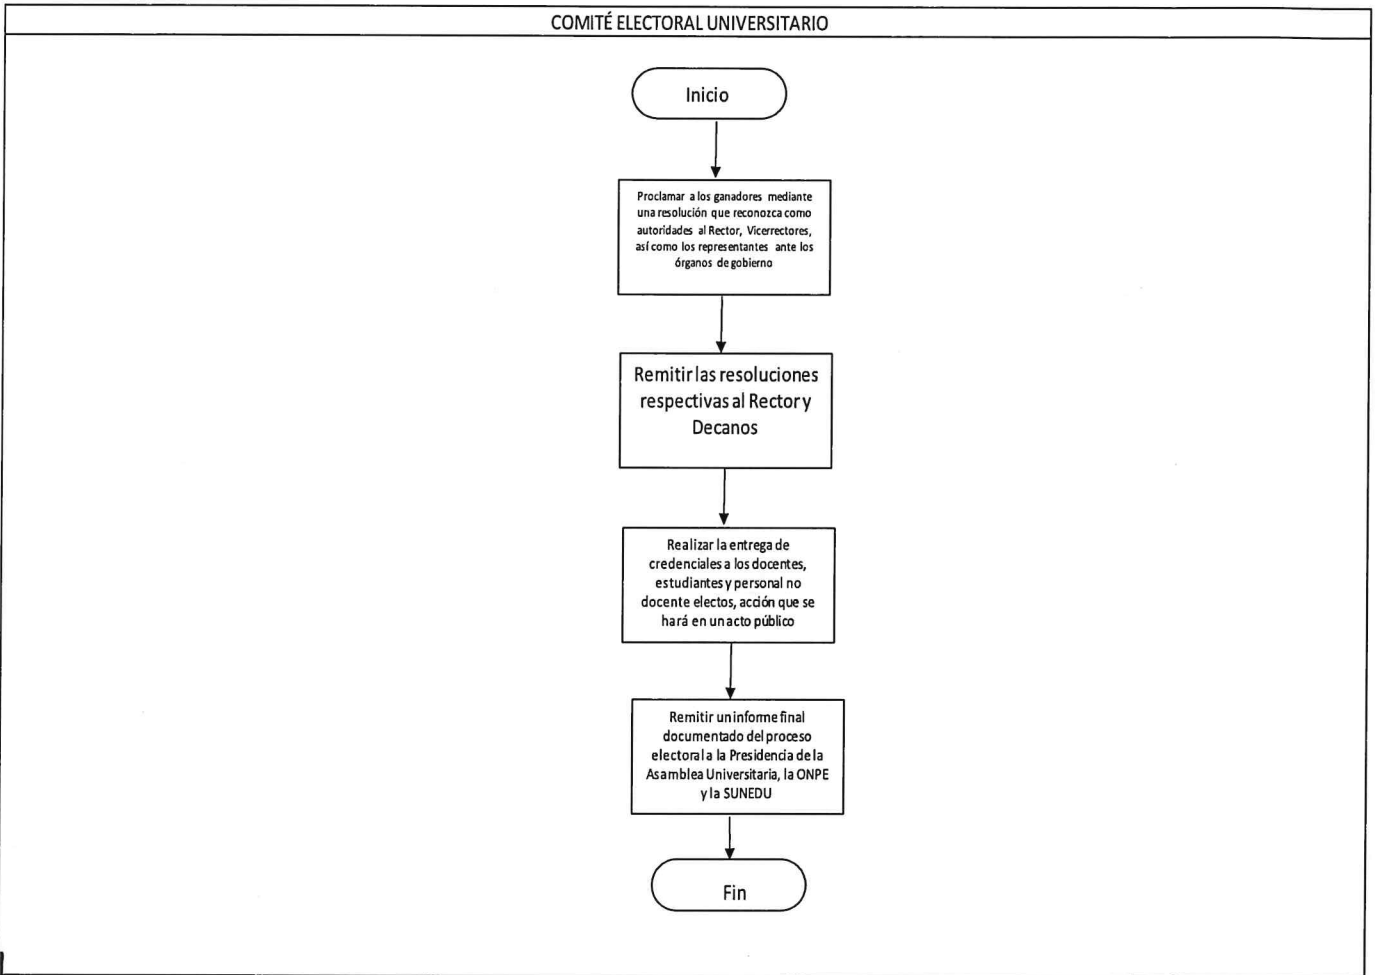 COMITÉ ELECTORAL UNIVERSITARIO
Inicio
Proclamar a los ganadores mediante
una resolución que reconozca como
autoridades al Rector, Vicerrectores,
así como los representantes ante los
órganos de gobierno
Remitir las resoluciones
respectivas al Rector y
Decanos
Realizar la entrega de
credenciales a los docentes,
estudiantes y personal no
docente electos, acción que se
hará en un acto público
Remitir un informe final
documentado del proceso
electoral a la Presidencia de la
Asamblea Universitaria, la ONPE
y la SUNEDU
Fin